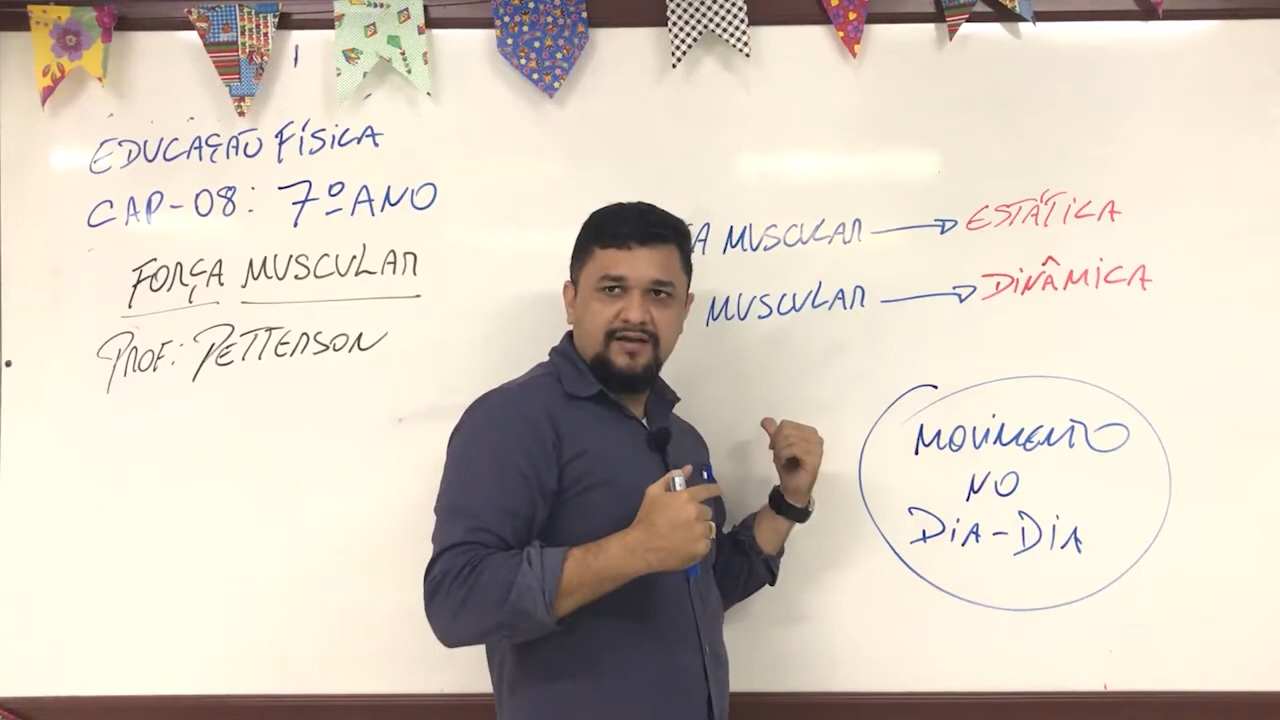 EDUCAÇÃO FÍSICA
CAP-08: 7º ANO
FORÇA MUSCULAR
PROF: PETTERSON
MUSCULAR → ESTÁTICA
MUSCULAR → DINÂMICA
MOVIMENTO
NO
DIA-DIA